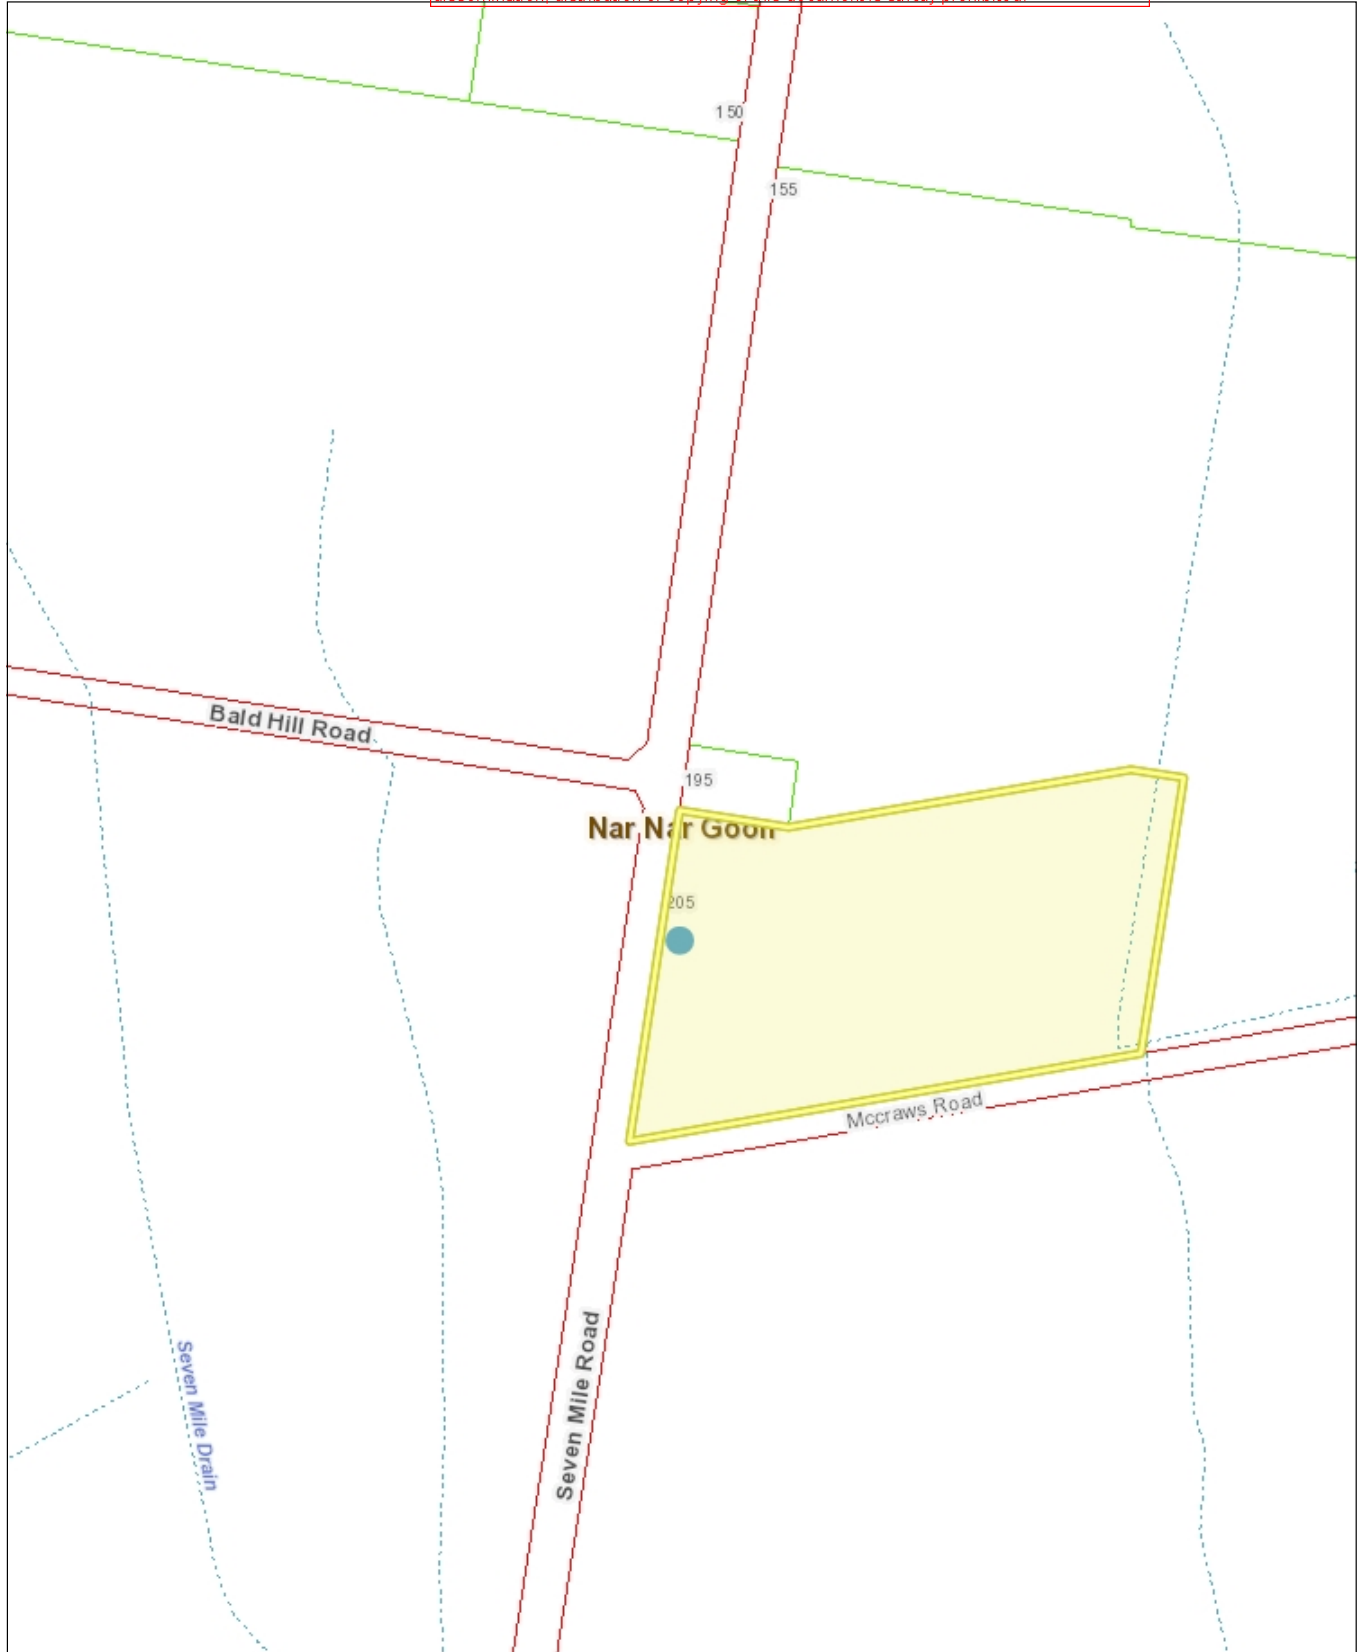 150
155
Bald Hill Road
195
Nar Nar Goon
205
Mccraws Road
Seven Mile Road
Seven Mile Drain